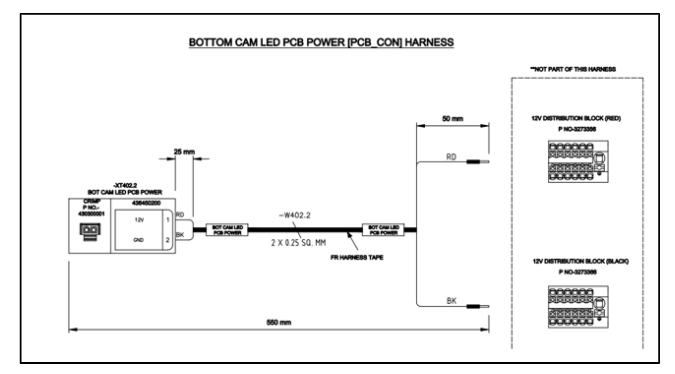 BOTTOM CAM LED PCB POWER [PCB_CON] HARNESS
**NOT PART OF THIS HARNESS
50 mm
12V DISTRIBUTION BLOCK (RED)
P NO-3273356
25 mm
RD
-XT402.2
BOT CAM LED PCB POWER
CRIMP
P NO.-
430300001
436450200
12V 1
GND 2
RD
BK
BOT CAM LED
PCB POWER
-W402.2
2 X 0.25 SQ. MM
BOT CAM LED
PCB POWER
FR HARNESS TAPE
12V DISTRIBUTION BLOCK (BLACK)
P NO-3273366
BK
550 mm